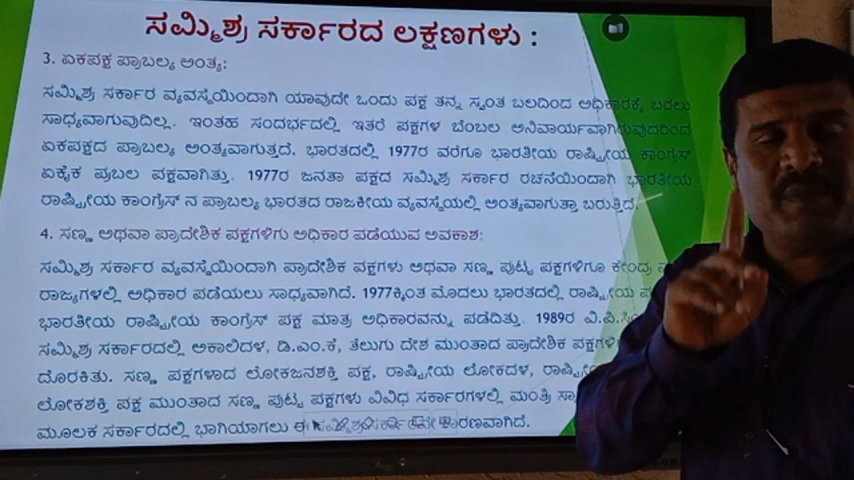 ಸಮ್ಮಿಶ್ರ ಸರ್ಕಾರದ ಲಕ್ಷಣಗಳು :
3. ಏಕಪಕ್ಷ ಪ್ರಾಬಲ್ಯ ಅಂತ್ಯ:
ಸಮ್ಮಿಶ್ರ ಸರ್ಕಾರ ವ್ಯವಸ್ಥೆಯಿಂದಾಗಿ ಯಾವುದೇ ಒಂದು ಪಕ್ಷ ತನ್ನ ಸ್ವಂತ ಬಲದಿಂದ ಅಧಿಕಾರಕ್ಕೆ ಬರಲು
ಸಾಧ್ಯವಾಗುವುದಿಲ್ಲ. ಇಂತಹ ಸಂದರ್ಭದಲ್ಲಿ ಇತರೆ ಪಕ್ಷಗಳ ಬೆಂಬಲ ಅನಿವಾರ್ಯವಾಗಿರುವುದರಿಂದ
ಏಕಪಕ್ಷದ ಪ್ರಾಬಲ್ಯ ಅಂತ್ಯವಾಗುತ್ತದೆ. ಭಾರತದಲ್ಲಿ 1977ರ ವರೆಗೂ ಭಾರತೀಯ ರಾಷ್ಟ್ರೀಯ ಕಾಂಗ್ರೆಸ್
ಏಕೈಕ ಪ್ರಬಲ ಪಕ್ಷವಾಗಿತ್ತು. 1977ರ ಜನತಾ ಪಕ್ಷದ ಸಮ್ಮಿಶ್ರ ಸರ್ಕಾರ ರಚನೆಯಿಂದಾಗಿ ಭಾರತೀಯ
ರಾಷ್ಟ್ರೀಯ ಕಾಂಗ್ರೆಸ್ ನ ಪ್ರಾಬಲ್ಯ ಭಾರತದ ರಾಜಕೀಯ ವ್ಯವಸ್ಥೆಯಲ್ಲಿ ಅಂತ್ಯವಾಗುತ್ತಾ ಬರುತ್ತಿದೆ.
4. ಸಣ್ಣ ಅಥವಾ ಪ್ರಾದೇಶಿಕ ಪಕ್ಷಗಳಿಗು ಅಧಿಕಾರ ಪಡೆಯುವ ಅವಕಾಶ:
ಸಮ್ಮಿಶ್ರ ಸರ್ಕಾರ ವ್ಯವಸ್ಥೆಯಿಂದಾಗಿ ಪ್ರಾದೇಶಿಕ ಪಕ್ಷಗಳು ಅಥವಾ ಸಣ್ಣ ಪುಟ್ಟ ಪಕ್ಷಗಳಿಗೂ ಕೇಂದ್ರ
ರಾಜ್ಯಗಳಲ್ಲಿ ಅಧಿಕಾರ ಪಡೆಯಲು ಸಾಧ್ಯವಾಗಿದೆ. 1977ಕ್ಕಿಂತ ಮೊದಲು ಭಾರತದಲ್ಲಿ ರಾಷ್ಟ್ರೀಯ
ಭಾರತೀಯ ರಾಷ್ಟ್ರೀಯ ಕಾಂಗ್ರೆಸ್ ಪಕ್ಷ ಮಾತ್ರ ಅಧಿಕಾರವನ್ನು ಪಡೆದಿತ್ತು. 1989ರ ವಿ.ಪಿ.
ಸಮ್ಮಿಶ್ರ ಸರ್ಕಾರದಲ್ಲಿ ಅಕಾಲಿದಳ, ಡಿ.ಎಂ.ಕೆ, ತೆಲುಗು ದೇಶ ಮುಂತಾದ ಪ್ರಾದೇಶಿಕ
ದೊರಕಿತು. ಸಣ್ಣ ಪಕ್ಷಗಳಾದ ಲೋಕಜನಶಕ್ತಿ ಪಕ್ಷ, ರಾಷ್ಟ್ರೀಯ ಲೋಕದಳ,
ಲೋಕಶಕ್ತಿ ಪಕ್ಷ ಮುಂತಾದ ಸಣ್ಣ ಪುಟ್ಟ ಪಕ್ಷಗಳು ವಿವಿಧ ಸರ್ಕಾರಗಳಲ್ಲಿ ಮಂತ್ರಿ
ಮೂಲಕ ಸರ್ಕಾರದಲ್ಲಿ ಭಾಗಿಯಾಗಲು ಈ ಸಮ್ಮಿಶ್ರ ಸರ್ಕಾರವೇ ಕಾರಣವಾಗಿದೆ.